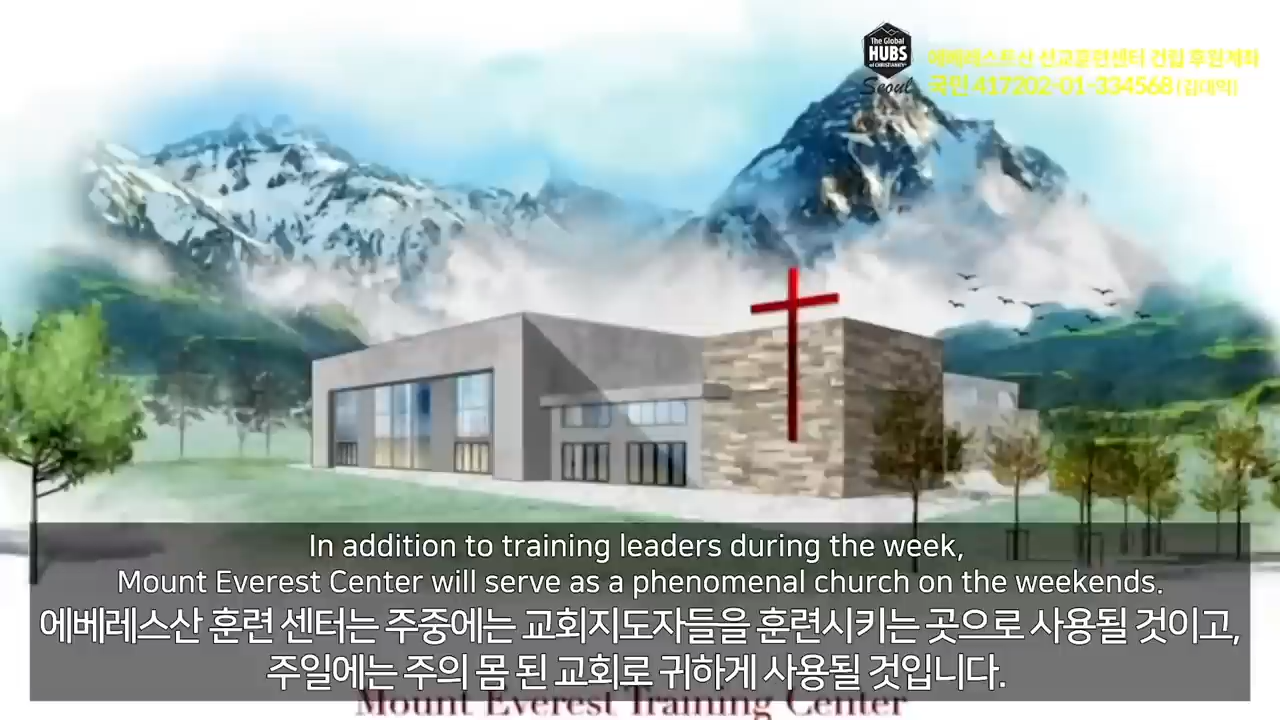 The Global
HUBS
of CHRISTIANITY
Seoul
에베레스트산 선교훈련센터 건립 후원계좌
국민 417202-01-334568 (김대덕)
In addition to training leaders during the week,
Mount Everest Center will serve as a phenomenal church on the weekends.
에베레스산 훈련 센터는 주중에는 교회지도자들을 훈련시키는 곳으로 사용될 것이고,
주일에는 주의 몸 된 교회로 귀하게 사용될 것입니다.
Mount Everest Training Center